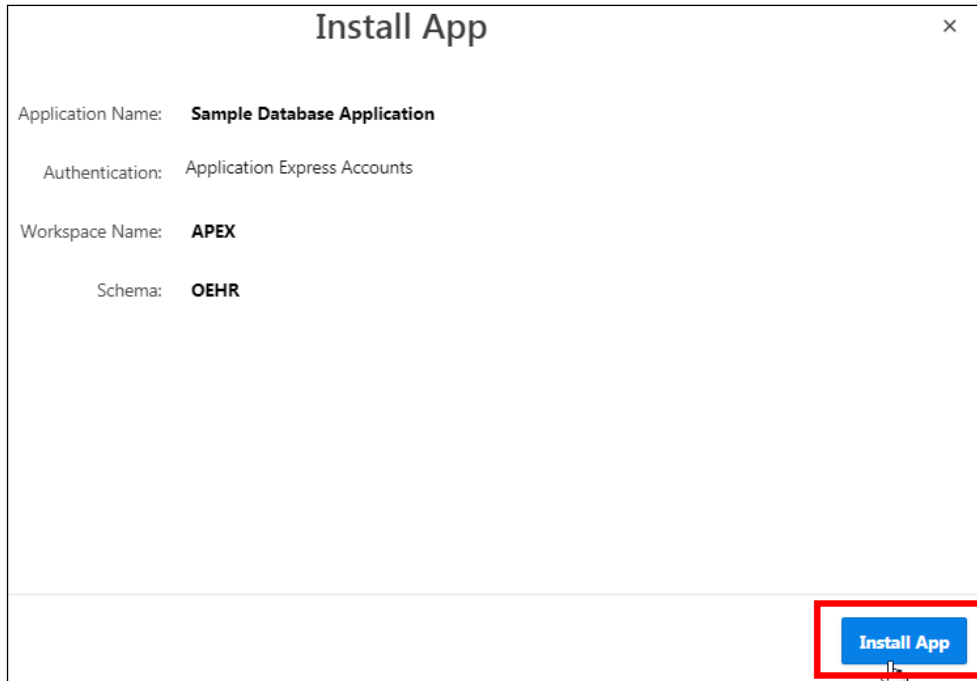 Install App
×
Application Name: Sample Database Application
Authentication: Application Express Accounts
Workspace Name: APEX
Schema: OEHR
Install App